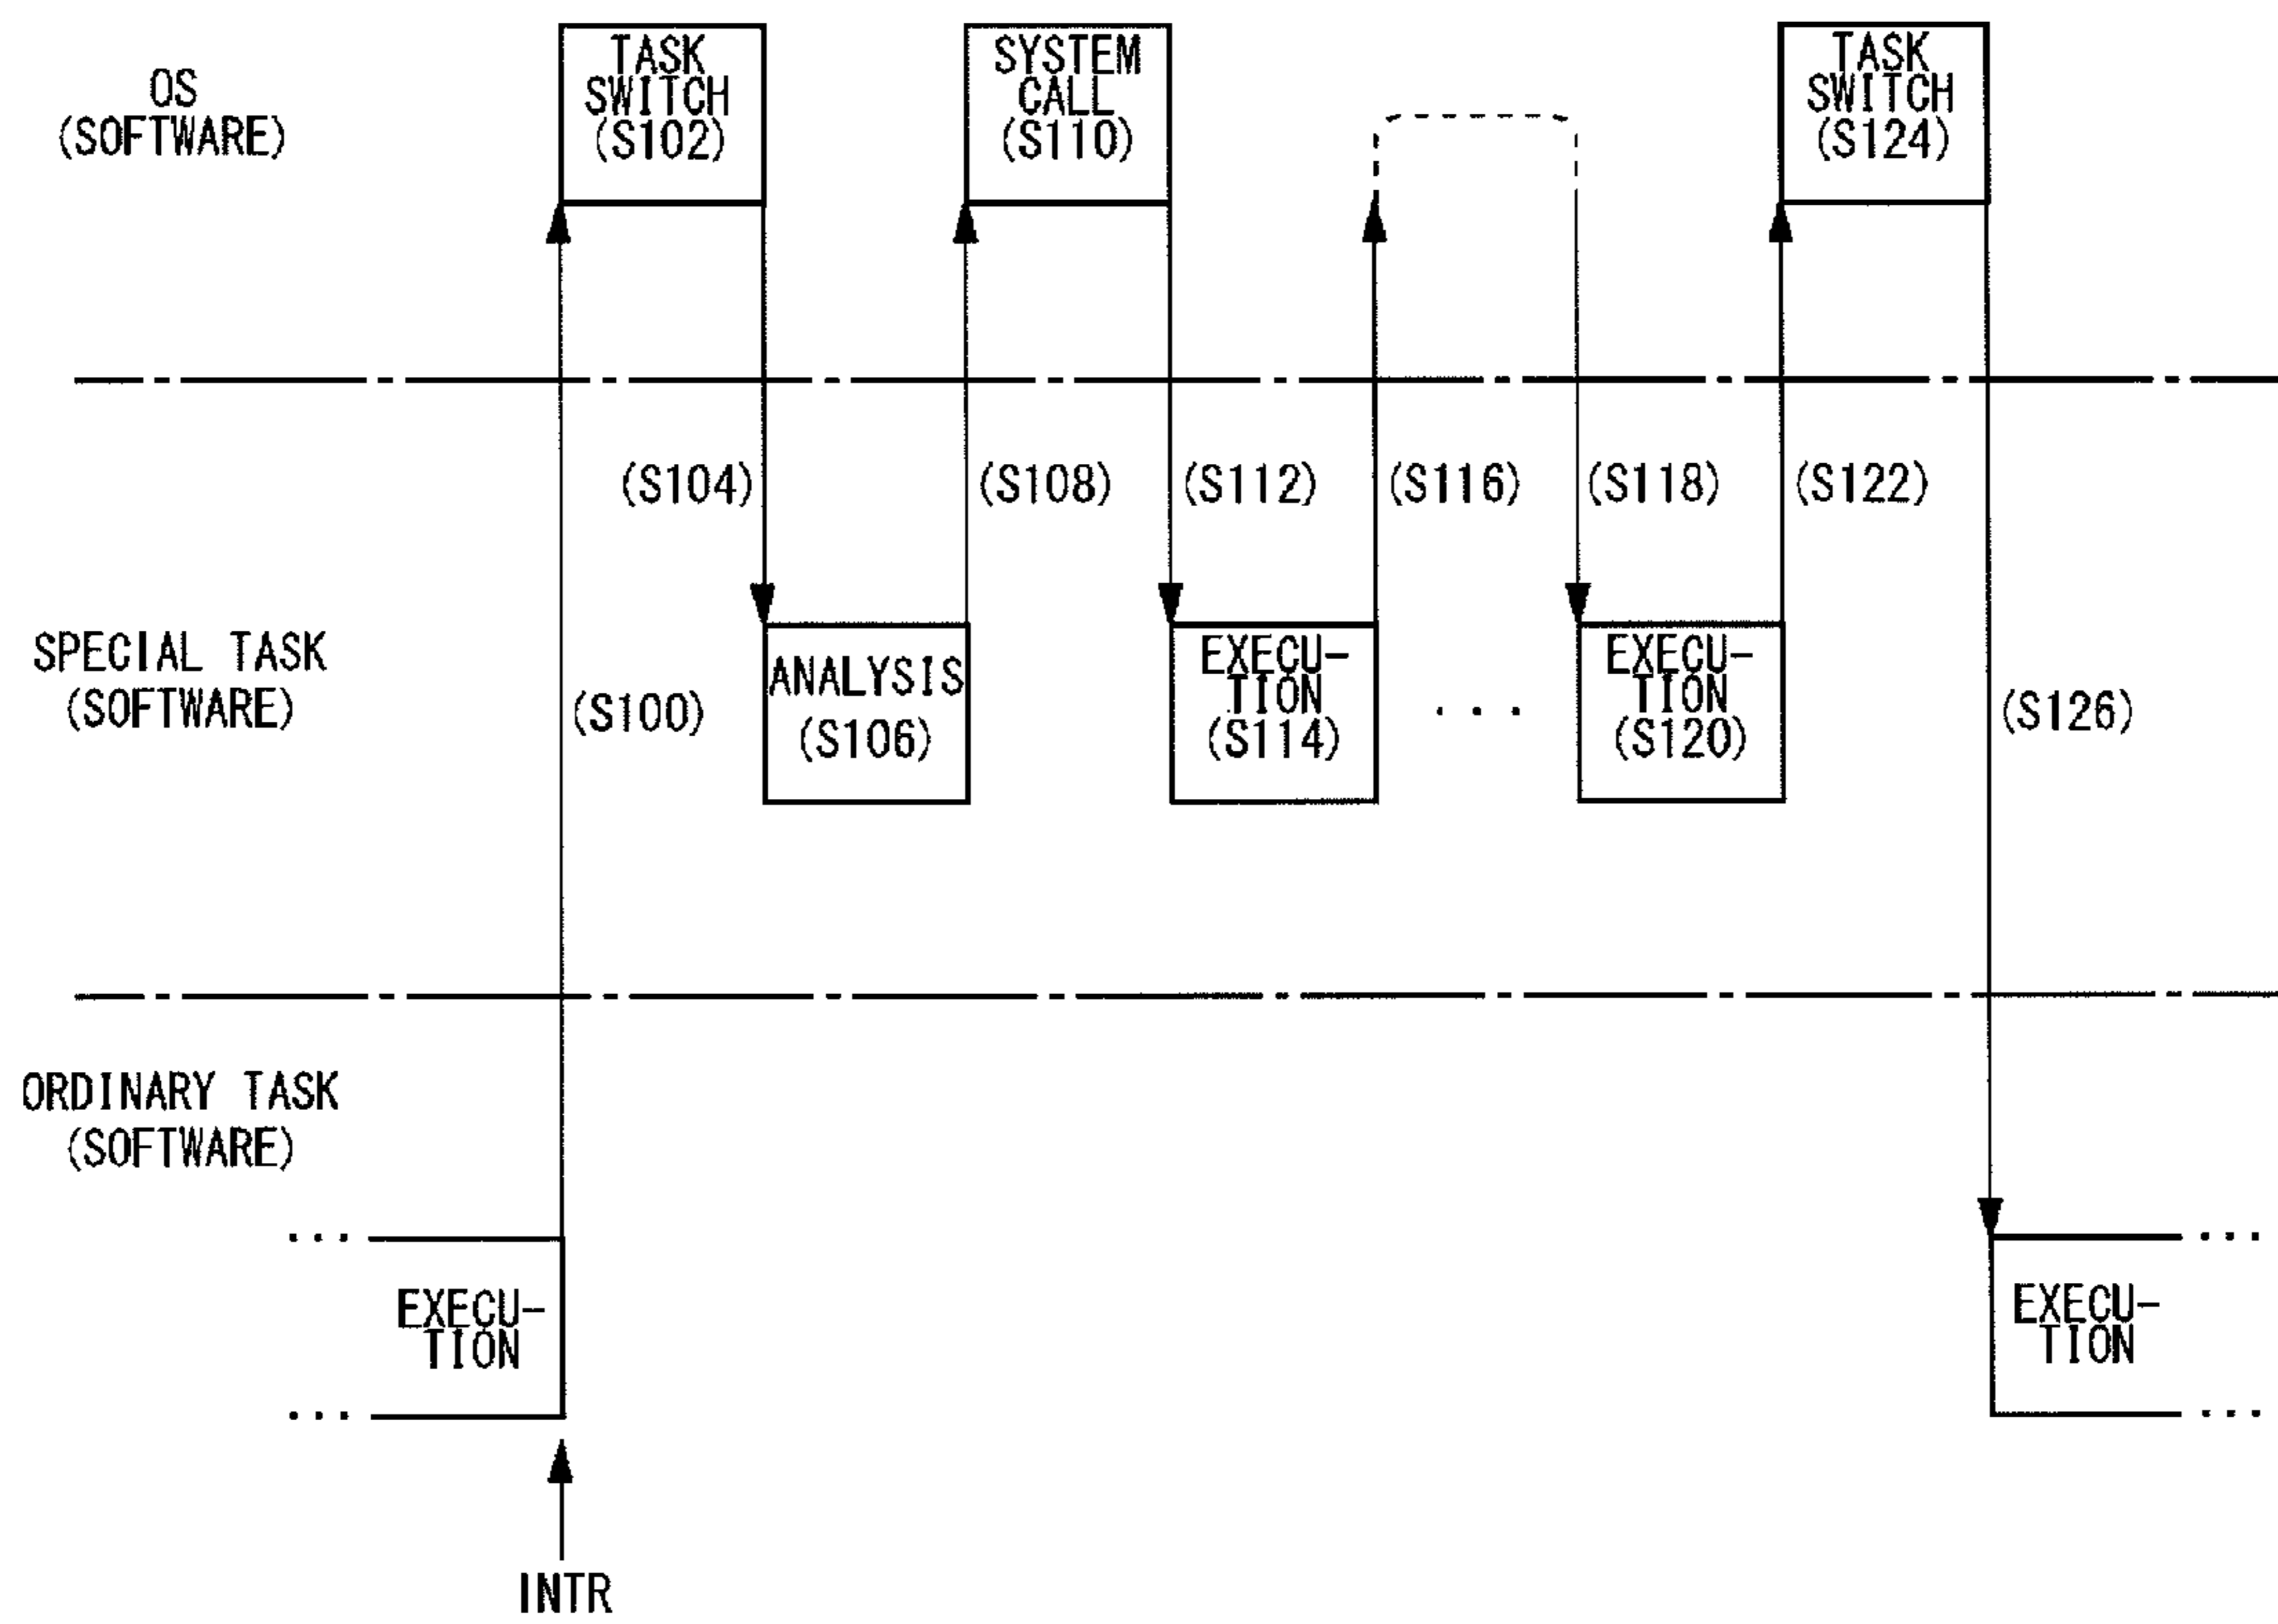 OS
(SOFTWARE)
TASK
SWITCH
(S102)
SYSTEM
CALL
(S110)
TASK
SWITCH
(S124)
(S104)
(S108)
(S112)
(S116)
(S118)
(S122)
SPECIAL TASK
(SOFTWARE)
(S100)
ANALYSIS
(S106)
EXECU-
TION
(S114)
...
EXECU-
TION
(S120)
(S126)
ORDINARY TASK
(SOFTWARE)
...
...
EXECU-
TION
...
...
EXECU-
TION
INTR